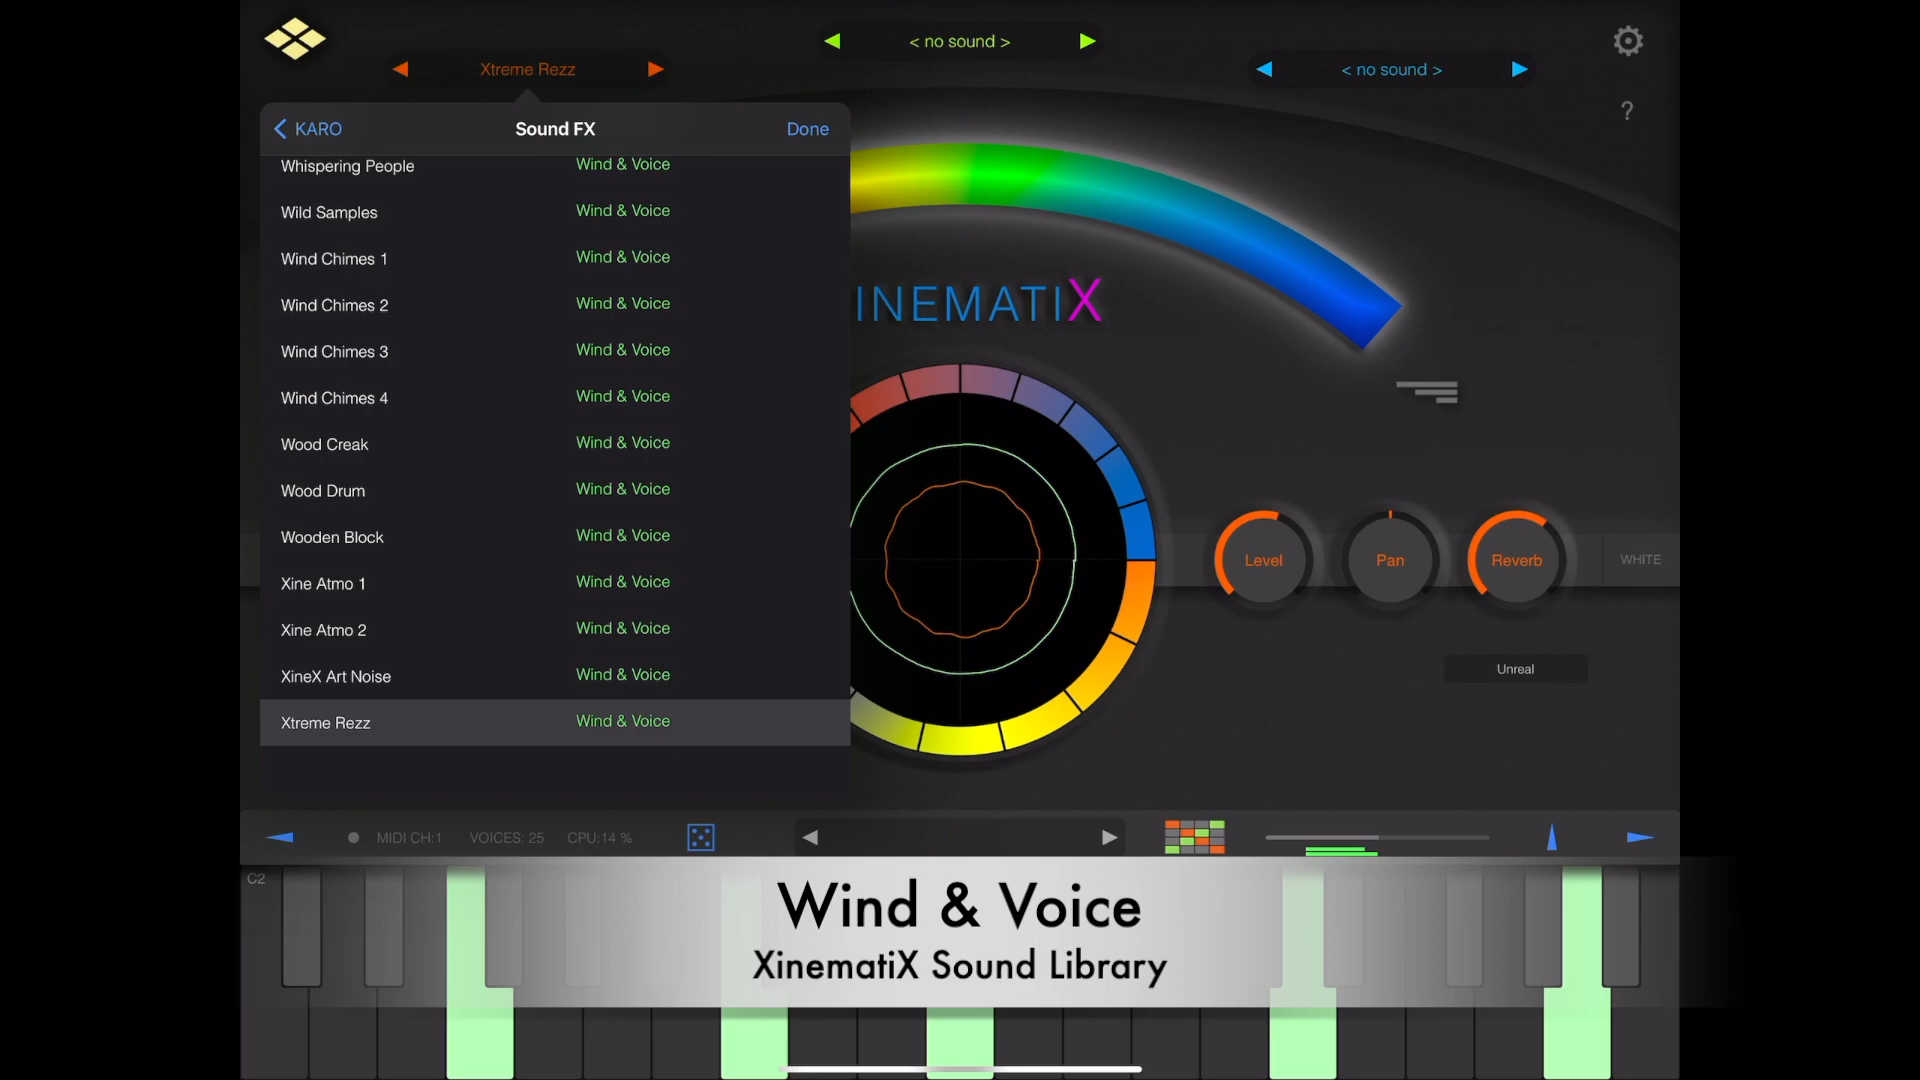 < no sound >
Xtreme Rezz
< no sound >
?
KARO
Sound FX
Done
Whispering People Wind & Voice
Wild Samples Wind & Voice
Wind Chimes 1 Wind & Voice
Wind Chimes 2 Wind & Voice
Wind Chimes 3 Wind & Voice
Wind Chimes 4 Wind & Voice
Wood Creak Wind & Voice
Wood Drum Wind & Voice
Wooden Block Wind & Voice
Xine Atmo 1 Wind & Voice
Xine Atmo 2 Wind & Voice
XineX Art Noise Wind & Voice
Xtreme Rezz Wind & Voice
INEMATIX
Level
Pan
Reverb
WHITE
Unreal
MIDI CH:1 VOICES: 25 CPU:14 %
C2
Wind & Voice
XinematiX Sound Library